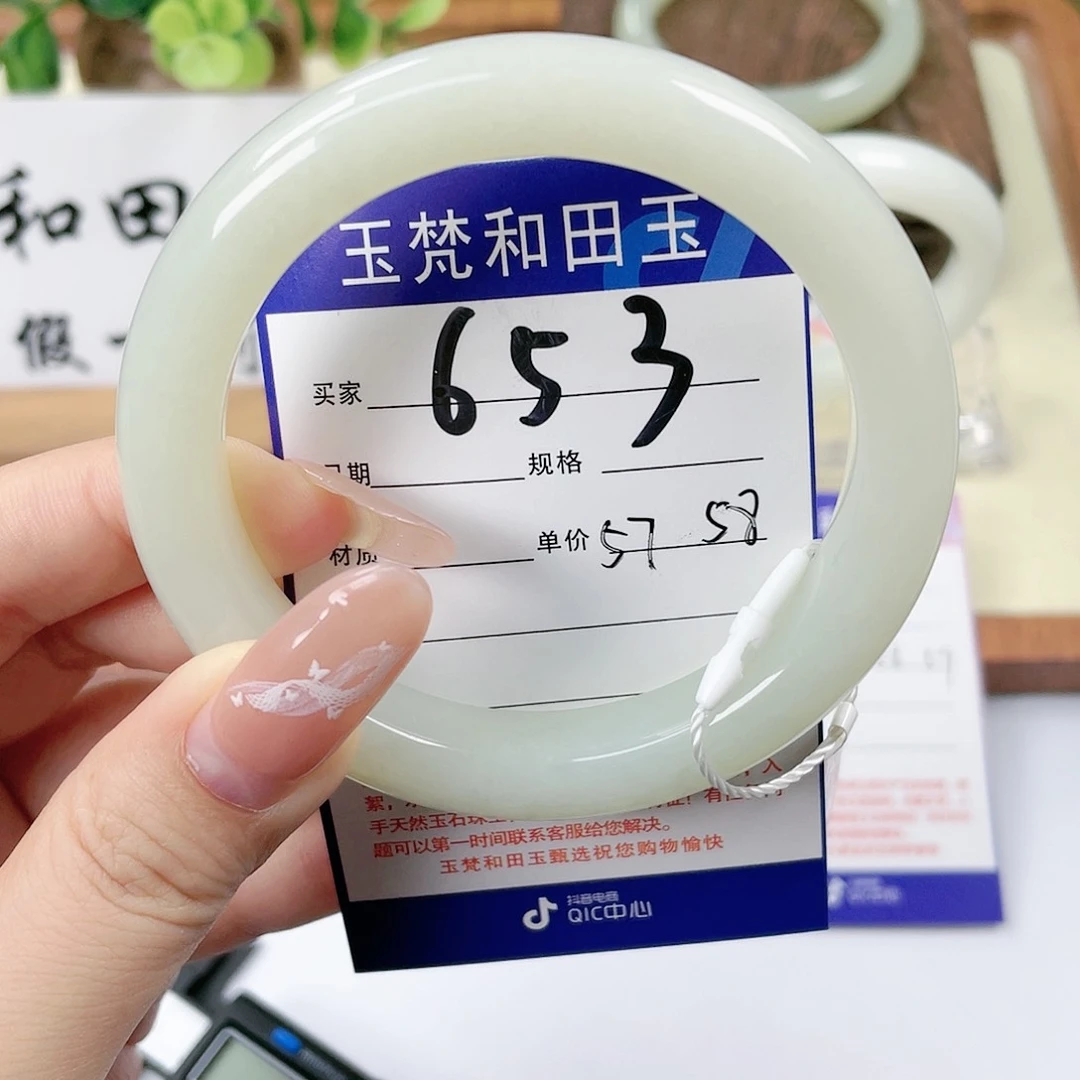 和田
假一
玉梵和田玉
653
买家
日期
规格
材质
单价 57 58
手天然玉石珠宝
题可以第一时间联系客服给您解决。
玉梵和田玉甄选祝您购物愉快
抖音电商
QIC中心